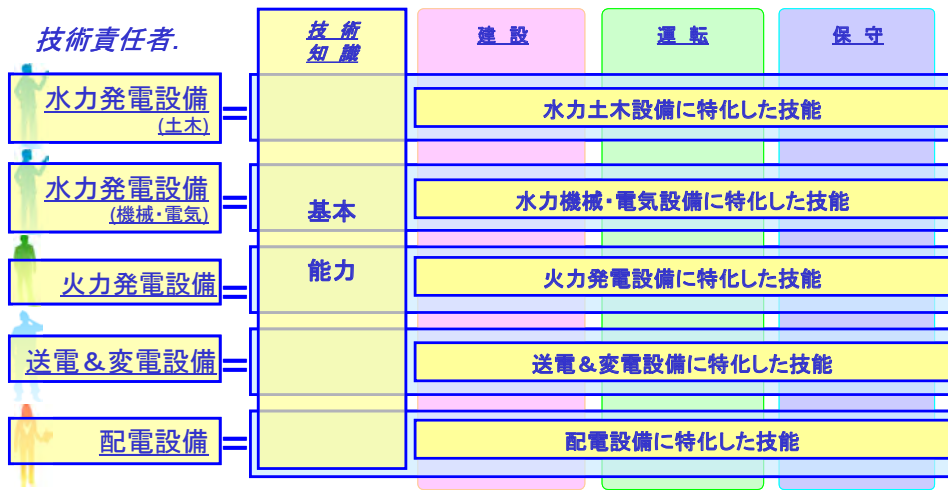 技術責任者.
技 術
知 識
建 設
運 転
保 守
水力発電設備
(土木)
水力土木設備に特化した技能
水力発電設備
(機械・電気)
水力機械・電気設備に特化した技能
基本
能力
火力発電設備
火力発電設備に特化した技能
送電＆変電設備
送電＆変電設備に特化した技能
配電設備
配電設備に特化した技能